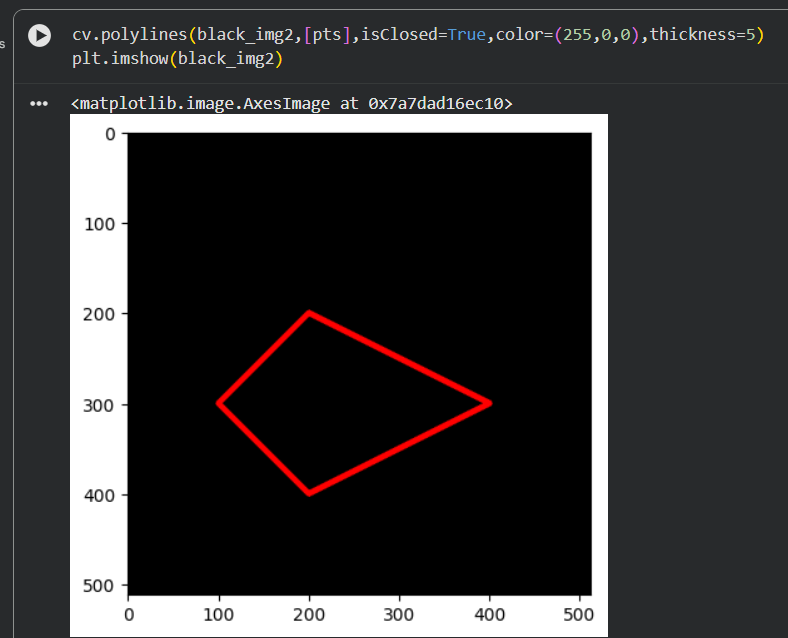 s
cv.polylines(black_img2,[pts],isClosed=True,color=(255,0,0),thickness=5)
plt.imshow(black_img2)
<matplotlib.image.AxesImage at 0x7a7dad16ec10>
0
100
200
300
400
500
0 100 200 300 400 500